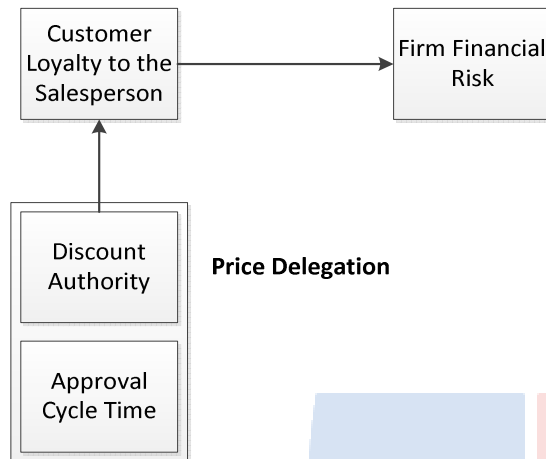 Customer
Loyalty to the
Salesperson
Firm Financial
Risk
Discount
Authority
Price Delegation
Approval
Cycle Time